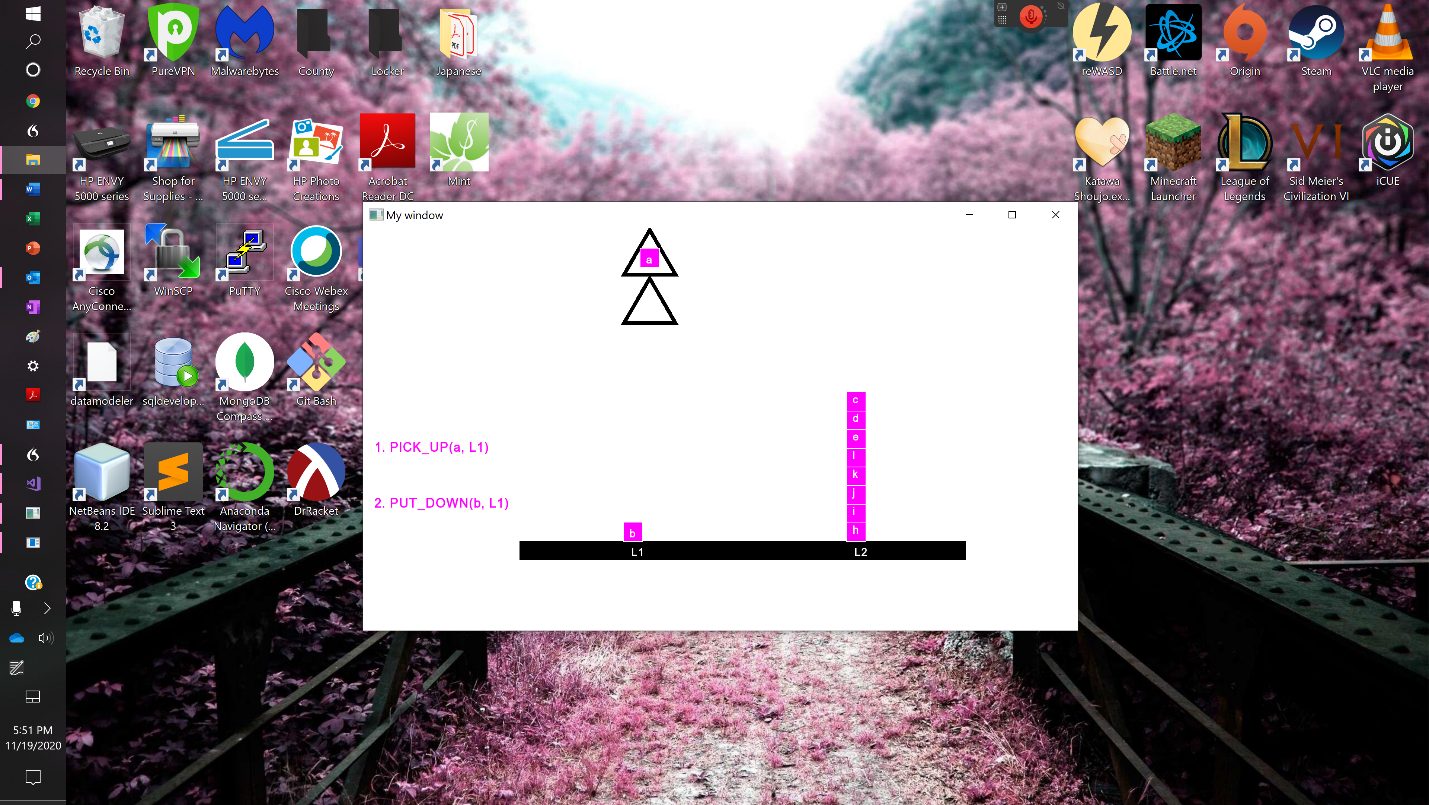 Recycle Bin
PureVPN
Malwarebytes
County
Locker
Japanese
reWASD
Battle.net
Origin
Steam
VLC media
player
HP ENVY
5000 series
Shop for
Supplies - ...
HP ENVY
5000 se...
HP Photo
Creations
Acrobat
Reader DC
Mint
Katawa
Shoujo.ex...
Minecraft
Launcher
League of
Legends
VI
Sid Meier's
Civilization VI
iCUE
My window
a
c
d
e
l
k
j
i
h
1. PICK_UP(a, L1)
2. PUT_DOWN(b, L1)
b
L1
L2
Cisco
AnyConne...
WinSCP
PuTTY
Cisco Webex
Meetings
datamodeler
sqldevelop...
MongoDB
Compass ...
Git Bash
NetBeans IDE
8.2
Sublime Text
3
Anaconda
Navigator (...
DrRacket
5:51 PM
11/19/2020